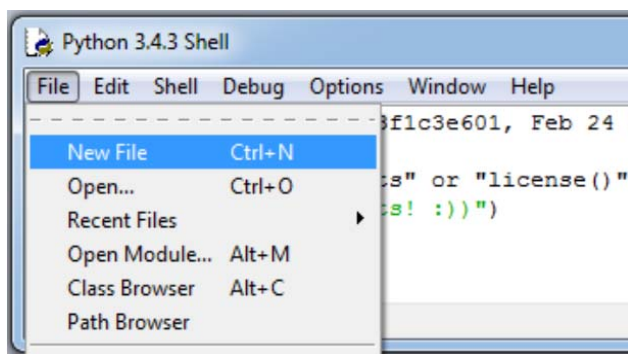 Python 3.4.3 Shell
File Edit Shell Debug Options Window Help
3f1c3e601, Feb 24
New File Ctrl+N
s" or "license()"
Open... Ctrl+O
s! :))")
Recent Files
Open Module... Alt+M
Class Browser Alt+C
Path Browser